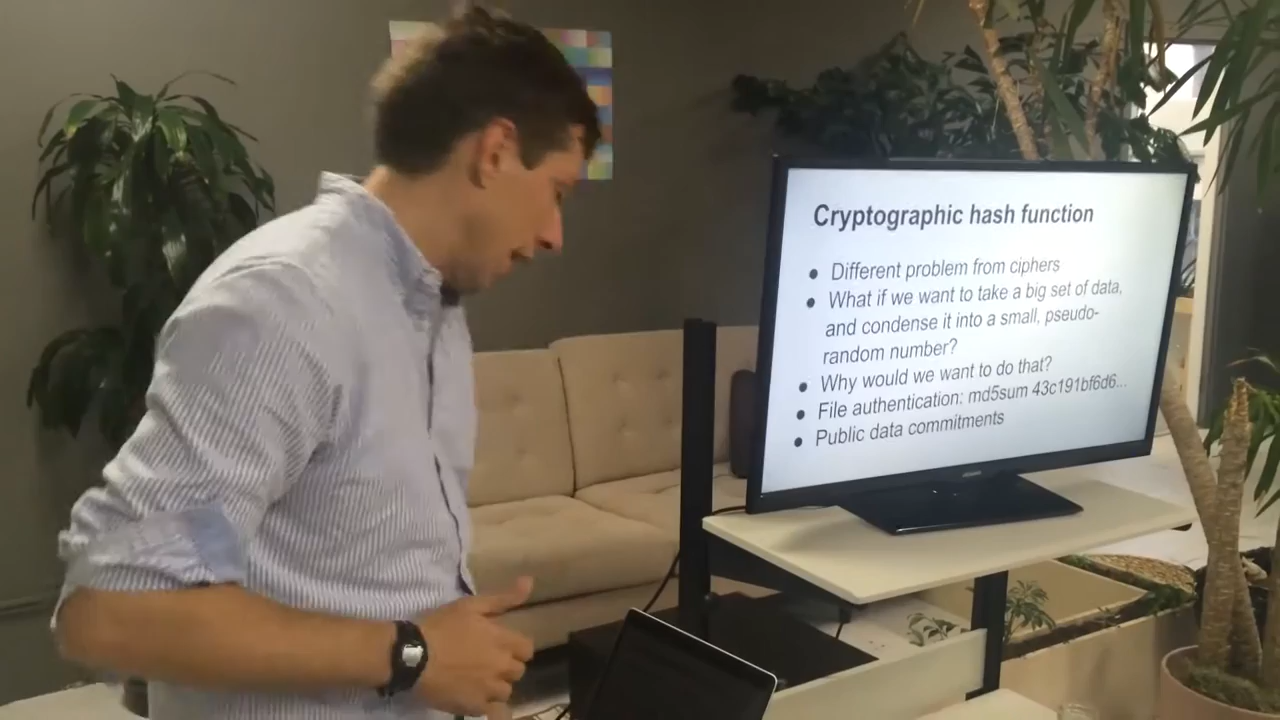 Cryptographic hash function
● Different problem from ciphers
● What if we want to take a big set of data,
and condense it into a small, pseudo-
random number?
● Why would we want to do that?
● File authentication: md5sum 43c191bf6d6...
● Public data commitments